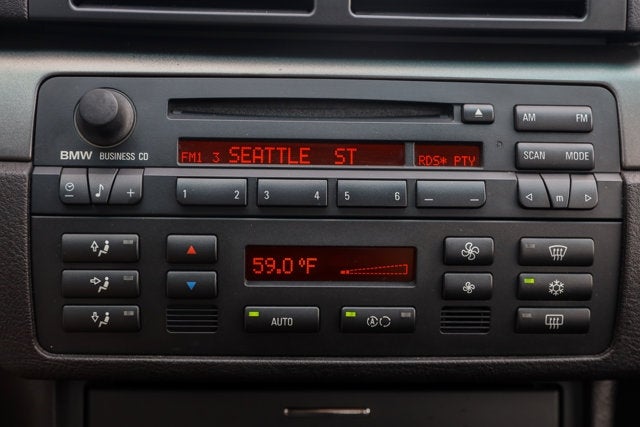 AM FM
BMW BUSINESS CD
FM1 3 SEATTLE ST RDS* PTY
SCAN MODE
+ 1 2 3 4 5 6 — — m
59.0°F
AUTO
A